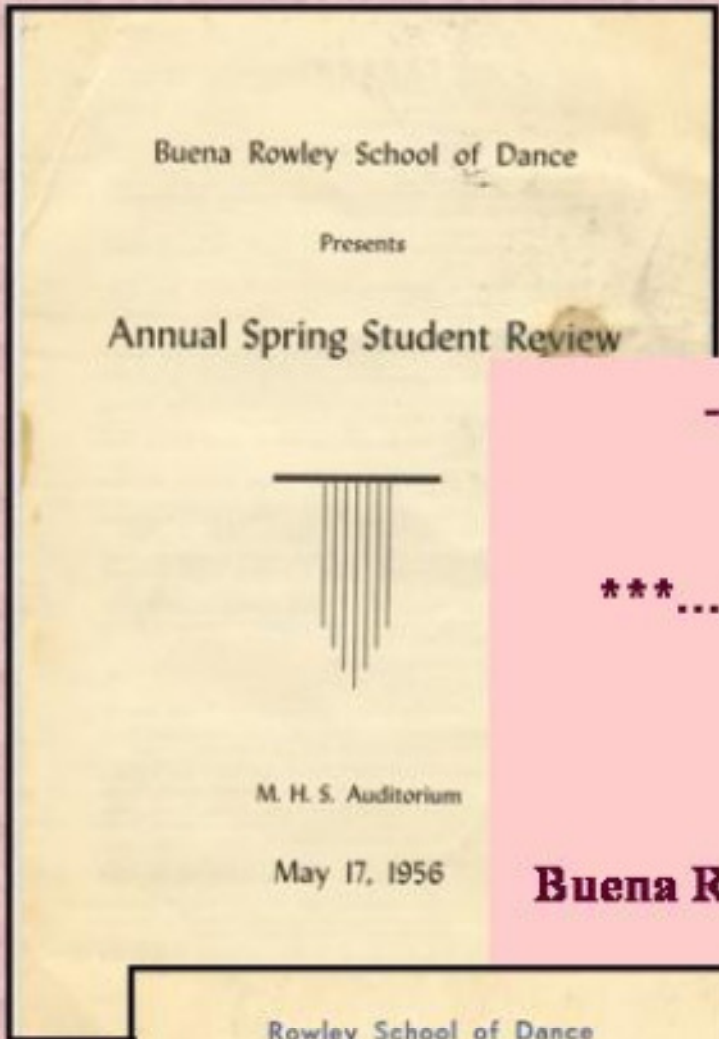 Buena Rowley School of Dance
Presents
Annual Spring Student Review
***...
M. H. S. Auditorium
May 17, 1956
Buena R
Rowley School of Dance